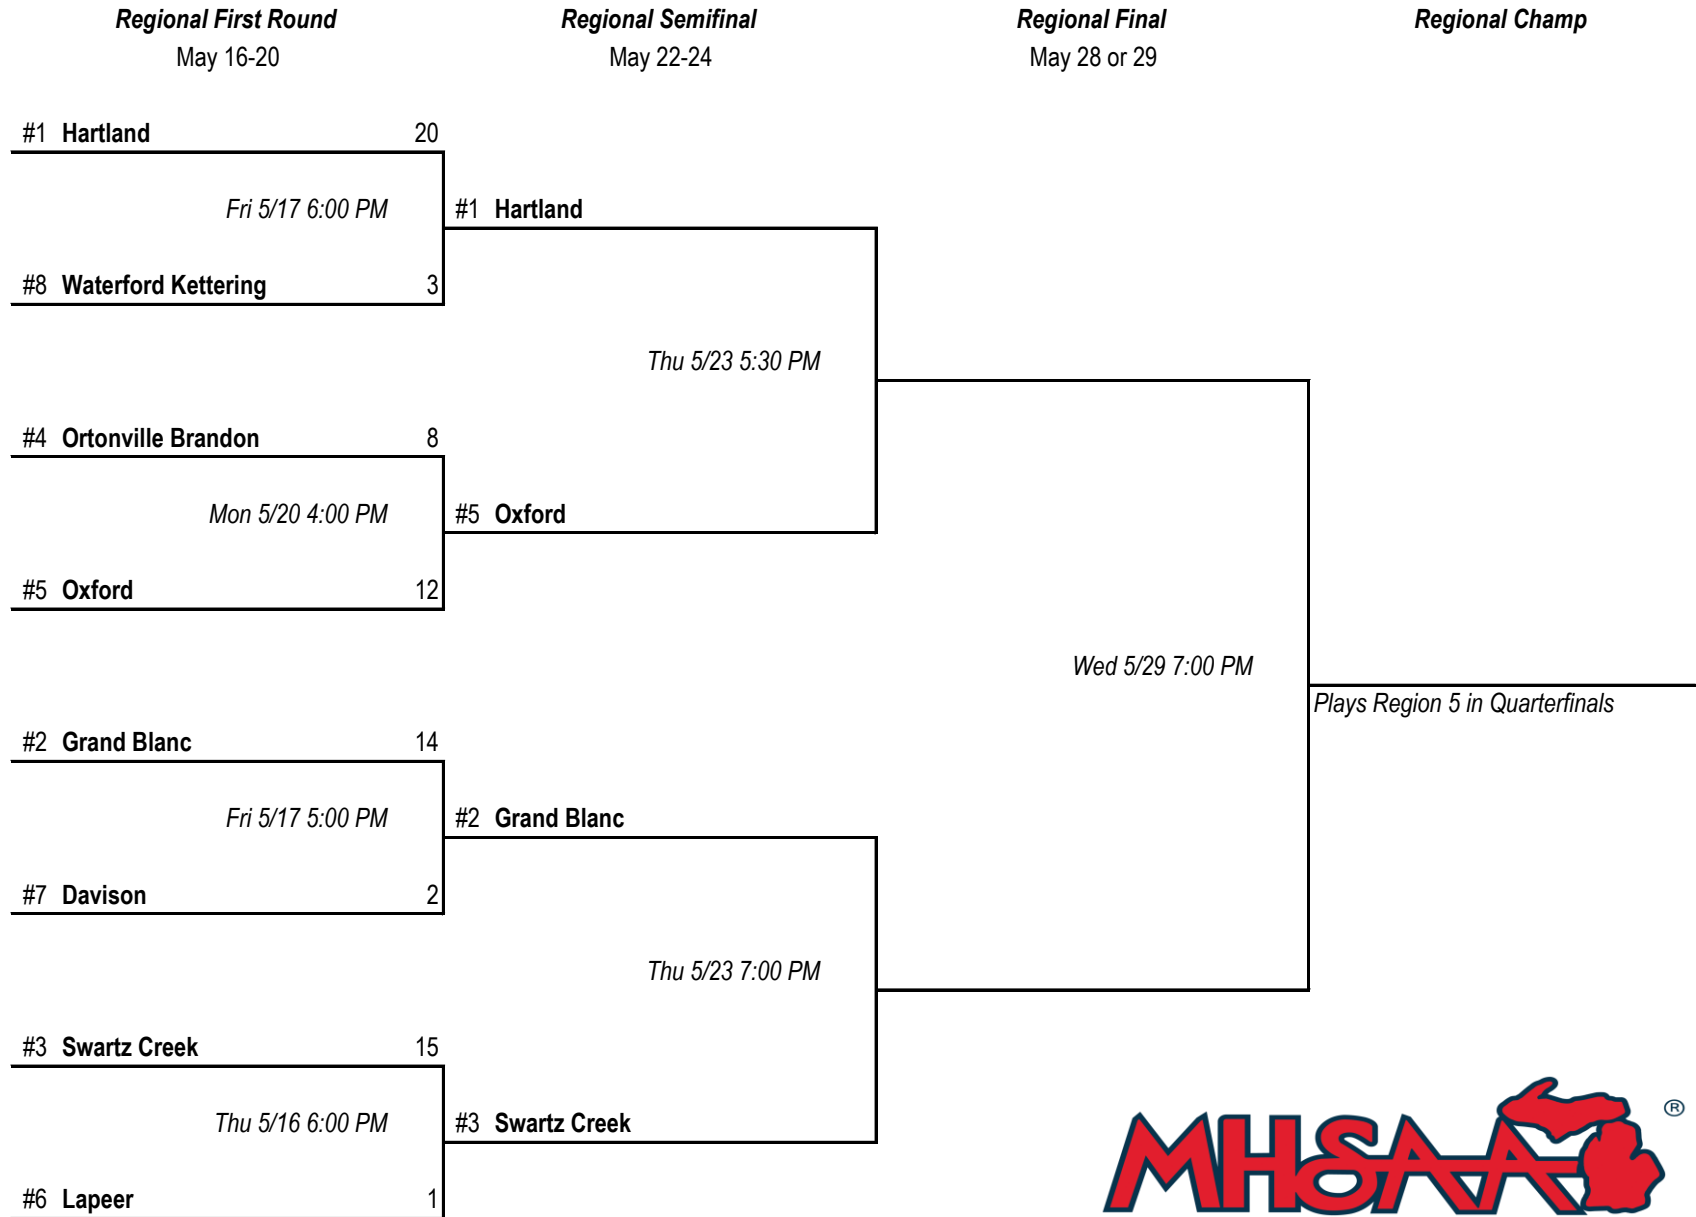 Regional First Round Regional Semifinal Regional Final Regional Champ
May 16-20 May 22-24 May 28 or 29
#1 Hartland 20
Fri 5/17 6:00 PM #1 Hartland
#8 Waterford Kettering 3
Thu 5/23 5:30 PM
#4 Ortonville Brandon 8
Mon 5/20 4:00 PM #5 Oxford
#5 Oxford 12
Wed 5/29 7:00 PM
Plays Region 5 in Quarterfinals
#2 Grand Blanc 14
Fri 5/17 5:00 PM #2 Grand Blanc
#7 Davison 2
Thu 5/23 7:00 PM
#3 Swartz Creek 15
Thu 5/16 6:00 PM #3 Swartz Creek
#6 Lapeer 1
MHSAA ®